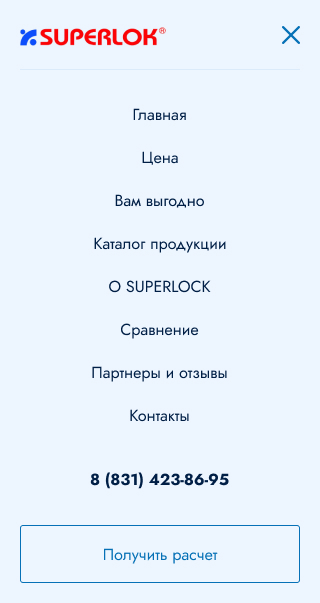 SUPERLOK®
Главная
Цена
Вам выгодно
Каталог продукции
О SUPERLOCK
Сравнение
Партнеры и отзывы
Контакты
8 (831) 423-86-95
Получить расчет